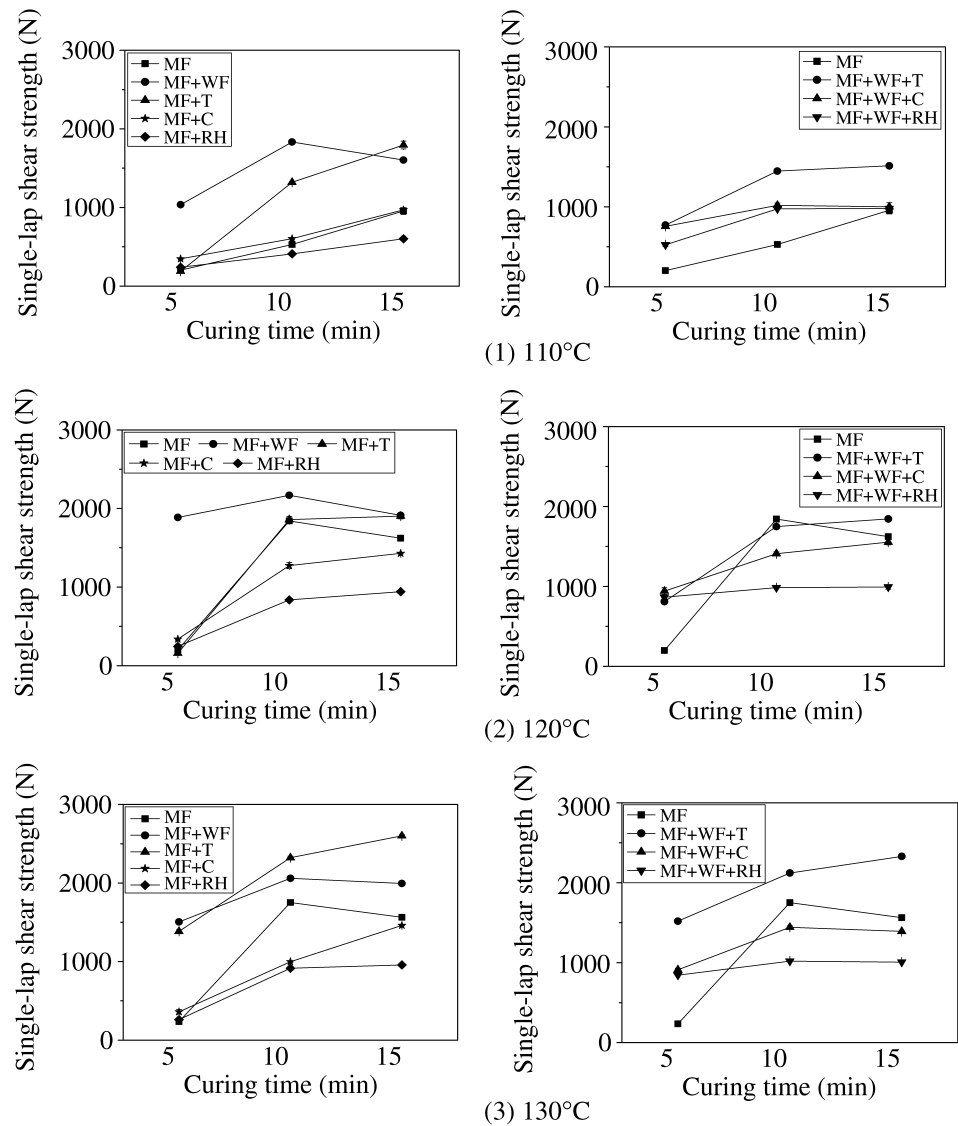 Single-lap shear strength (N)
3000
2000
1000
0
MF
MF+WF
MF+T
MF+C
MF+RH
5 10 15
Curing time (min)
Single-lap shear strength (N)
3000
2000
1000
0
MF
MF+WF+T
MF+WF+C
MF+WF+RH
5 10 15
Curing time (min)
(1) 110°C
Single-lap shear strength (N)
3000
2000
1000
0
MF MF+WF MF+T
MF+C MF+RH
5 10 15
Curing time (min)
Single-lap shear strength (N)
3000
2000
1000
0
MF
MF+WF+T
MF+WF+C
MF+WF+RH
5 10 15
Curing time (min)
(2) 120°C
Single-lap shear strength (N)
3000
2000
1000
0
MF
MF+WF
MF+T
MF+C
MF+RH
5 10 15
Curing time (min)
Single-lap shear strength (N)
3000
2000
1000
0
MF
MF+WF+T
MF+WF+C
MF+WF+RH
5 10 15
Curing time (min)
(3) 130°C